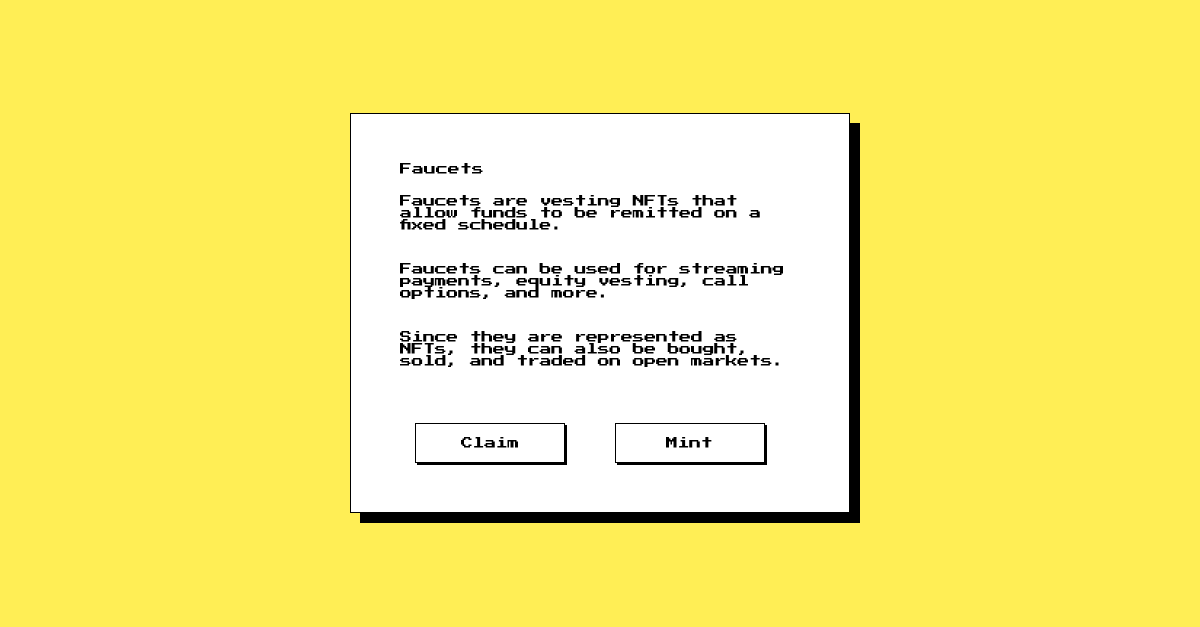 Faucets
Faucets are vesting NFTs that
allow funds to be remitted on a
fixed schedule.
Faucets can be used for streaming
payments, equity vesting, call
options, and more.
Since they are represented as
NFTs, they can also be bought,
sold, and traded on open markets.
Claim
Mint